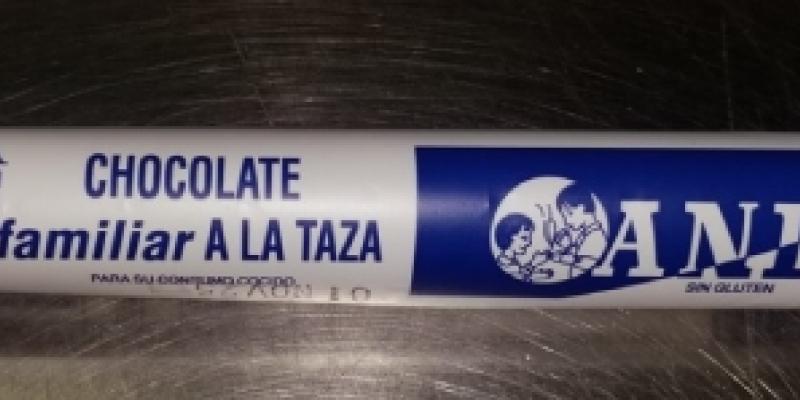 CHOCOLATE
familiar A LA TAZA
PARA SU CONSUMO COCIDO
SIN GLUTEN